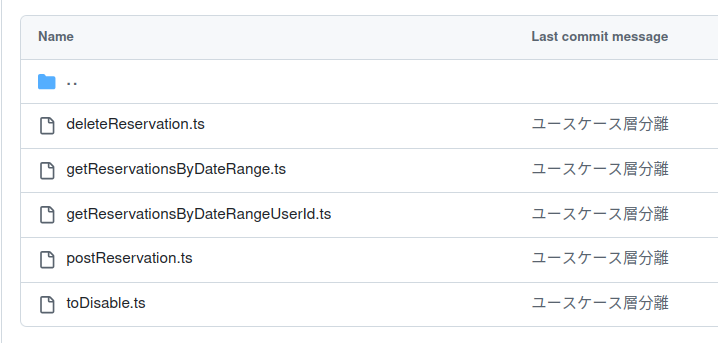 Name Last commit message
..
deleteReservation.ts ユースケース層分離
getReservationsByDateRange.ts ユースケース層分離
getReservationsByDateRangeUserId.ts ユースケース層分離
postReservation.ts ユースケース層分離
toDisable.ts ユースケース層分離